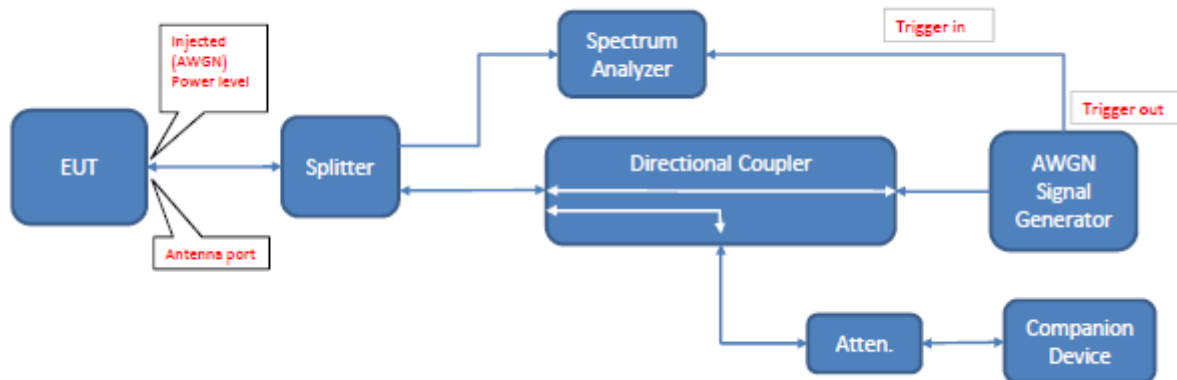 Injected
(AWGN)
Power level
Spectrum
Analyzer
Trigger in
Trigger out
EUT
Splitter
Directional Coupler
AWGN
Signal
Generator
Antenna port
Atten.
Companion
Device